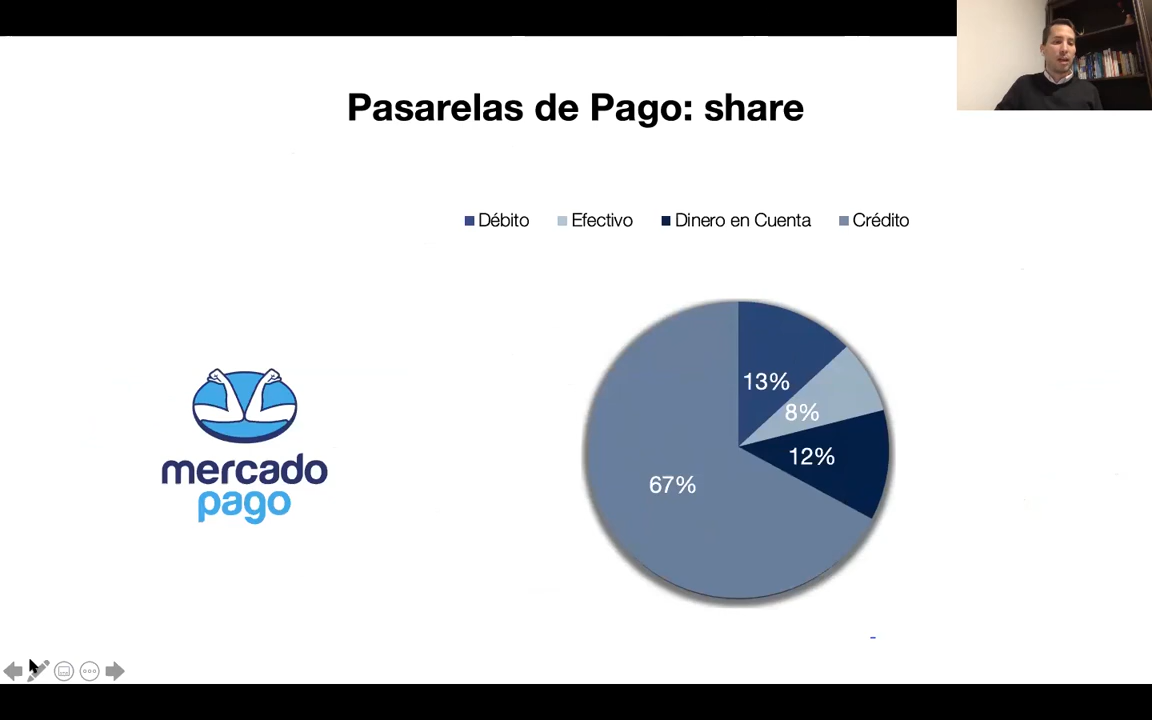 Pasarelas de Pago: share
Débito Efectivo Dinero en Cuenta Crédito
13%
8%
12%
67%
mercado
pago